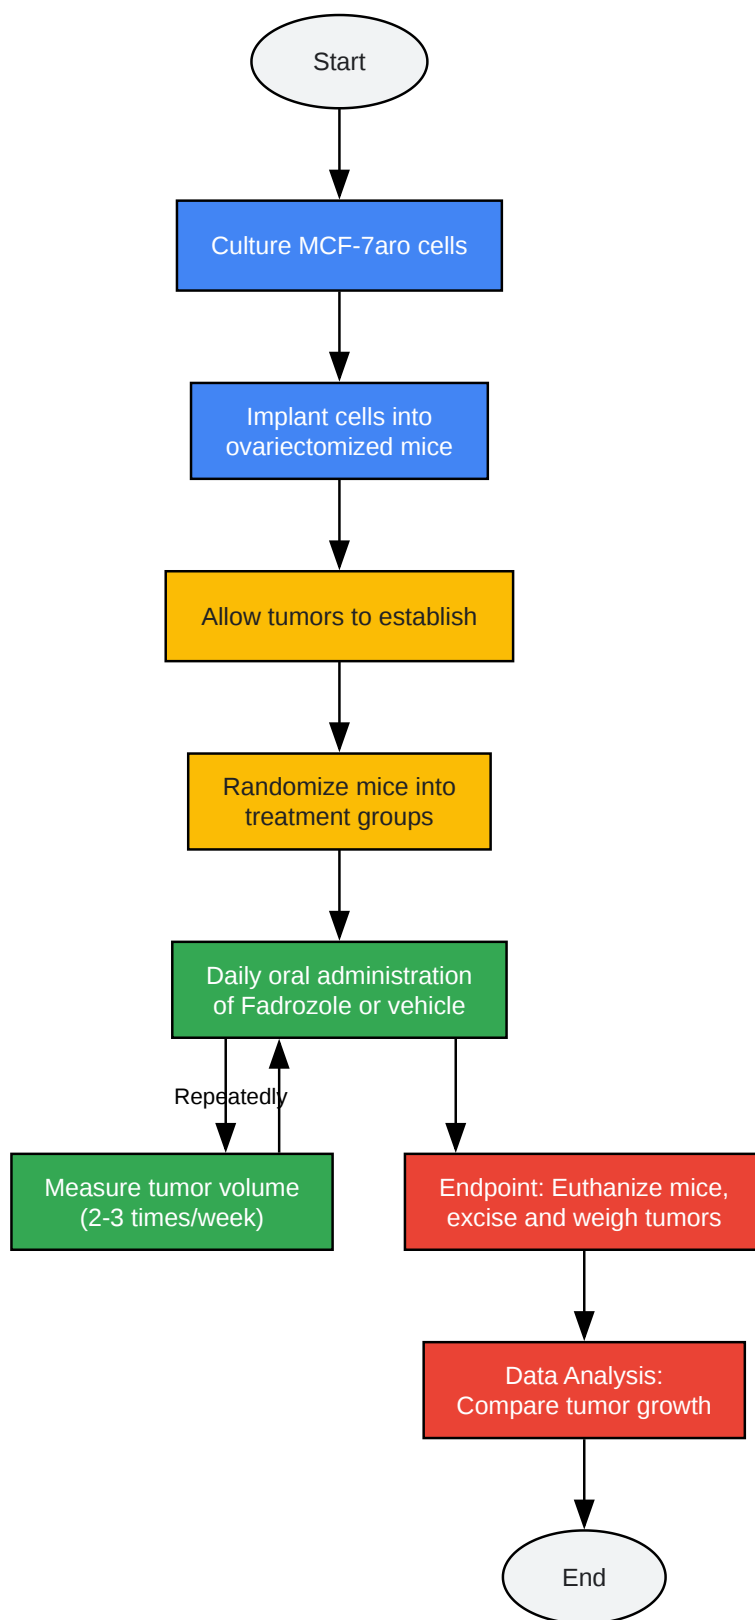 Start
Culture MCF-7aro cells
Implant cells into
ovariectomized mice
Allow tumors to establish
Randomize mice into
treatment groups
Daily oral administration
of Fadrozole or vehicle
Repeatedly
Measure tumor volume
(2-3 times/week)
Endpoint: Euthanize mice,
excise and weigh tumors
Data Analysis:
Compare tumor growth
End